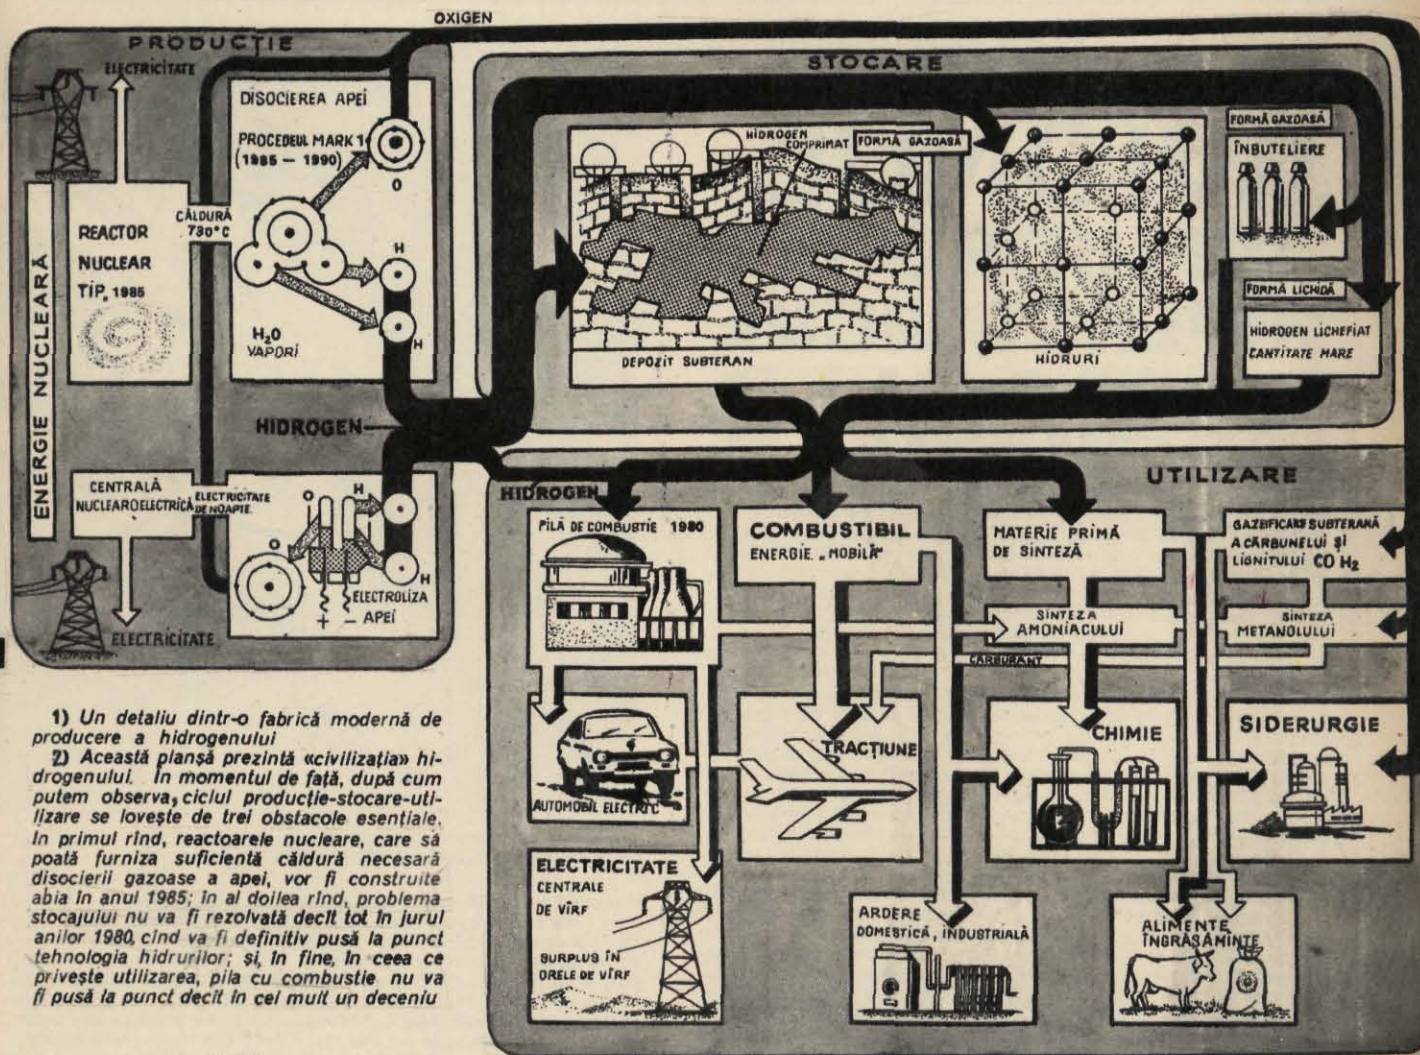 OXIGEN
PRODUCȚIE
ELECTRICITATE
ENERGIE NUCLEARĂ
REACTOR
NUCLEAR
TIP, 1985
CĂLDURĂ
730°C
DISOCIEREA APEI
PROCEDEUL MARK 1
(1985 — 1990)
O
H
H
H₂O
VAPORI
HIDROGEN
CENTRALĂ
NUCLEAROELECTRICĂ
ELECTRICITATE
DE NOAPTE
ELECTRICITATE
O
H
O
H
+ −
ELECTROLIZA
APEI
STOCARE
HIDROGEN
COMPRIMAT
FORMĂ GAZOASĂ
DEPOZIT SUBTERAN
HIDRURI
FORMĂ GAZOASĂ
ÎNBUTELIERE
FORMĂ LICHIDĂ
HIDROGEN LICHEFIAT
CANTITATE MARE
UTILIZARE
HIDROGEN
PILĂ DE COMBUSTIE 1980
COMBUSTIBIL
ENERGIE „MOBILĂ”
MATERIE PRIMĂ
DE SINTEZĂ
GAZEIFICARE SUBTERANĂ
A CĂRBUNELUI ȘI
LIGNITULUI CO H₂
SINTEZA
AMONIACULUI
SINTEZA
METANOLULUI
CARBURANT
AUTOMOBIL ELECTRIC
TRACȚIUNE
CHIMIE
SIDERURGIE
ELECTRICITATE
CENTRALE
DE VÎRF
SURPLUS ÎN
ORELE DE VÎRF
ARDERE
DOMESTICĂ, INDUSTRIALĂ
ALIMENTE
ÎNGRĂȘĂMINTE
1) Un detaliu dintr-o fabrică modernă de
producere a hidrogenului
2) Această planșă prezintă «civilizația» hi-
drogenului. În momentul de față, după cum
putem observa, ciclul producție-stocare-uti-
lizare se lovește de trei obstacole esențiale.
In primul rînd, reactoarele nucleare, care să
poată furniza suficientă căldură necesară
disocierii gazoase a apei, vor fi construite
abia în anul 1985; în al doilea rînd, problema
stocajului nu va fi rezolvată decît tot în jurul
anilor 1980, cînd va fi definitiv pusă la punct
tehnologia hidrurilor; și, în fine, în ceea ce
privește utilizarea, pila cu combustie nu va
fi pusă la punct decît în cel mult un deceniu